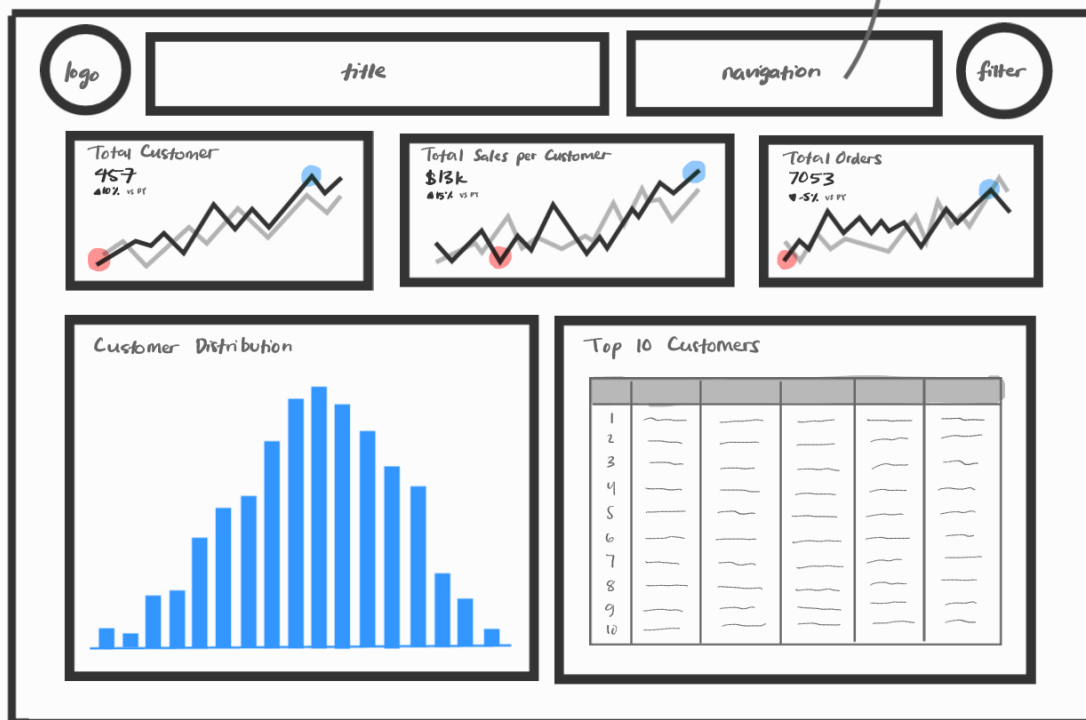 logo
title
navigation
filter
Total Customer
457
▲10% vs PY
Total Sales per Customer
$13k
▲15% vs PY
Total Orders
7053
▼-5% vs PY
Customer Distribution
Top 10 Customers
1
2
3
4
5
6
7
8
9
10